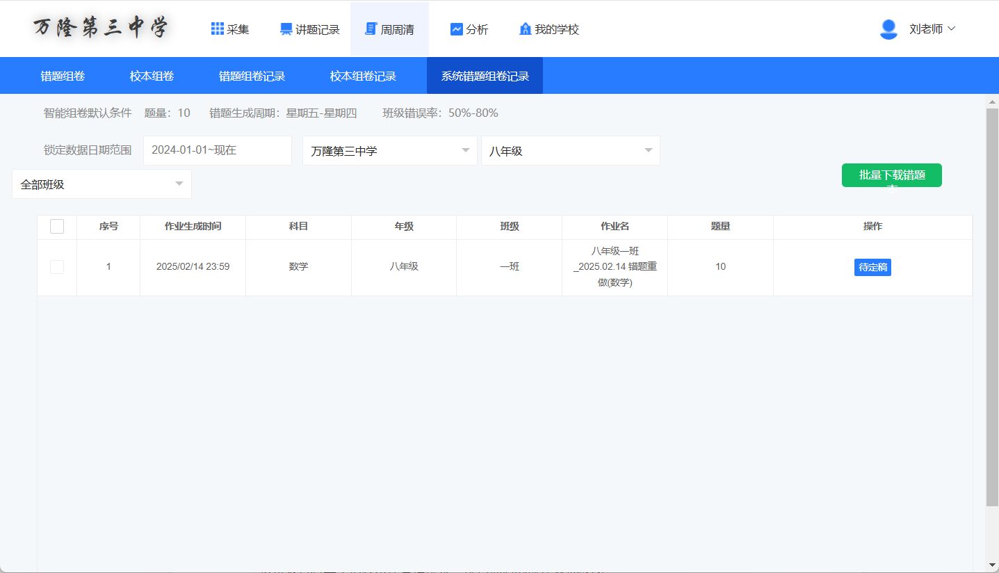 万隆第三中学
采集
讲题记录
周周清
分析
我的学校
刘老师
错题组卷
校本组卷
错题组卷记录
校本组卷记录
系统错题组卷记录
智能组卷默认条件 题量：10 错题生成周期：星期五-星期四 班级错误率：50%-80%
锁定数据日期范围 2024-01-01~现在 万隆第三中学 八年级
全部班级
批量下载错题
序号 作业生成时间 科目 年级 班级 作业名 题量 操作
1 2025/02/14 23:59 数学 八年级 一班
八年级一班
_2025.02.14 错题重
做(数学)
10 待定稿